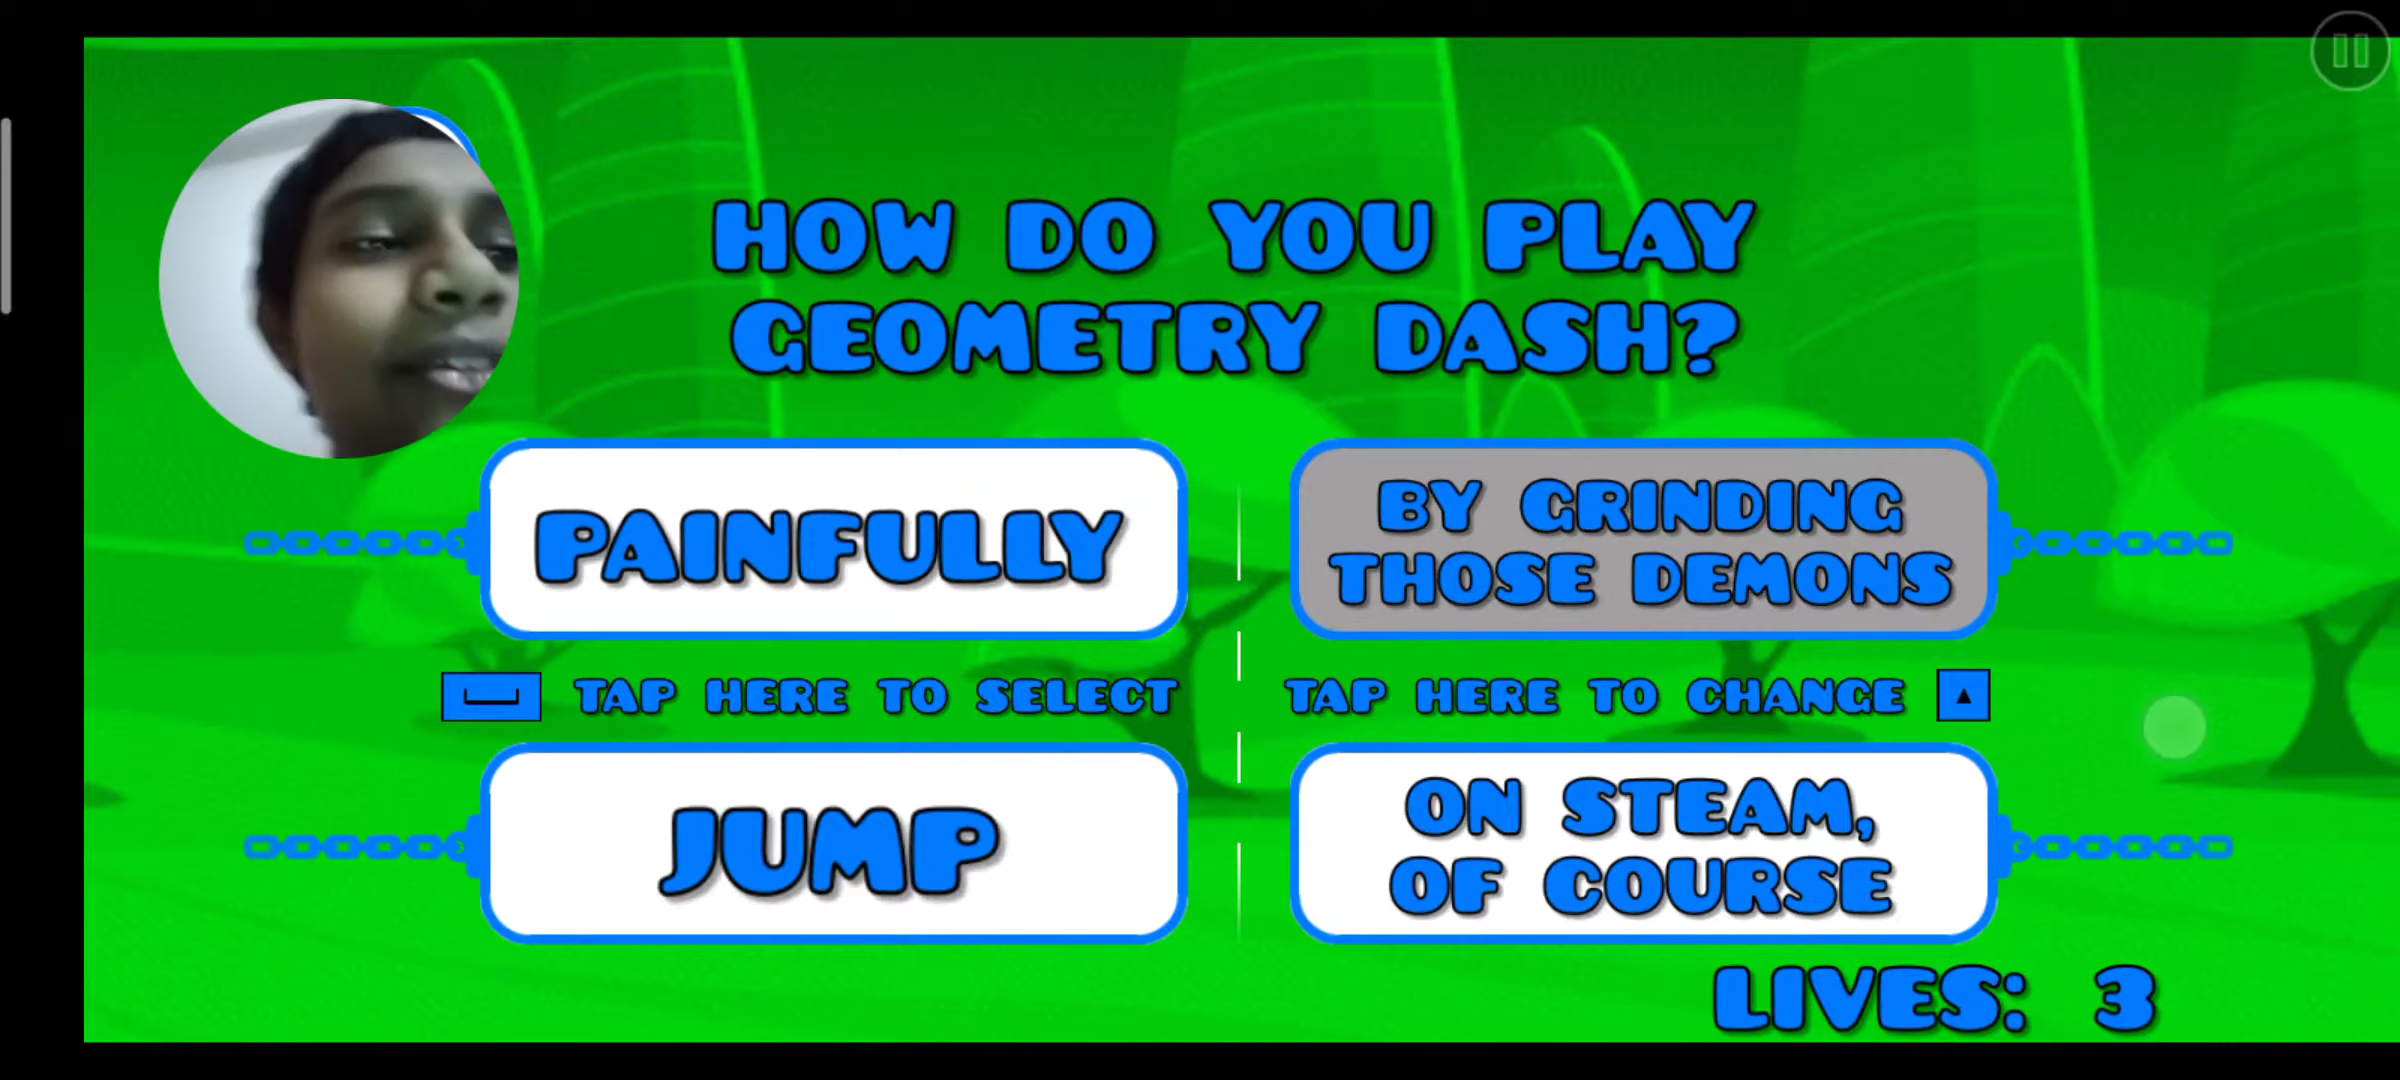 HOW DO YOU PLAY
GEOMETRY DASH?
PAINFULLY
BY GRINDING
THOSE DEMONS
TAP HERE TO SELECT
TAP HERE TO CHANGE
JUMP
ON STEAM,
OF COURSE
LIVES: 3